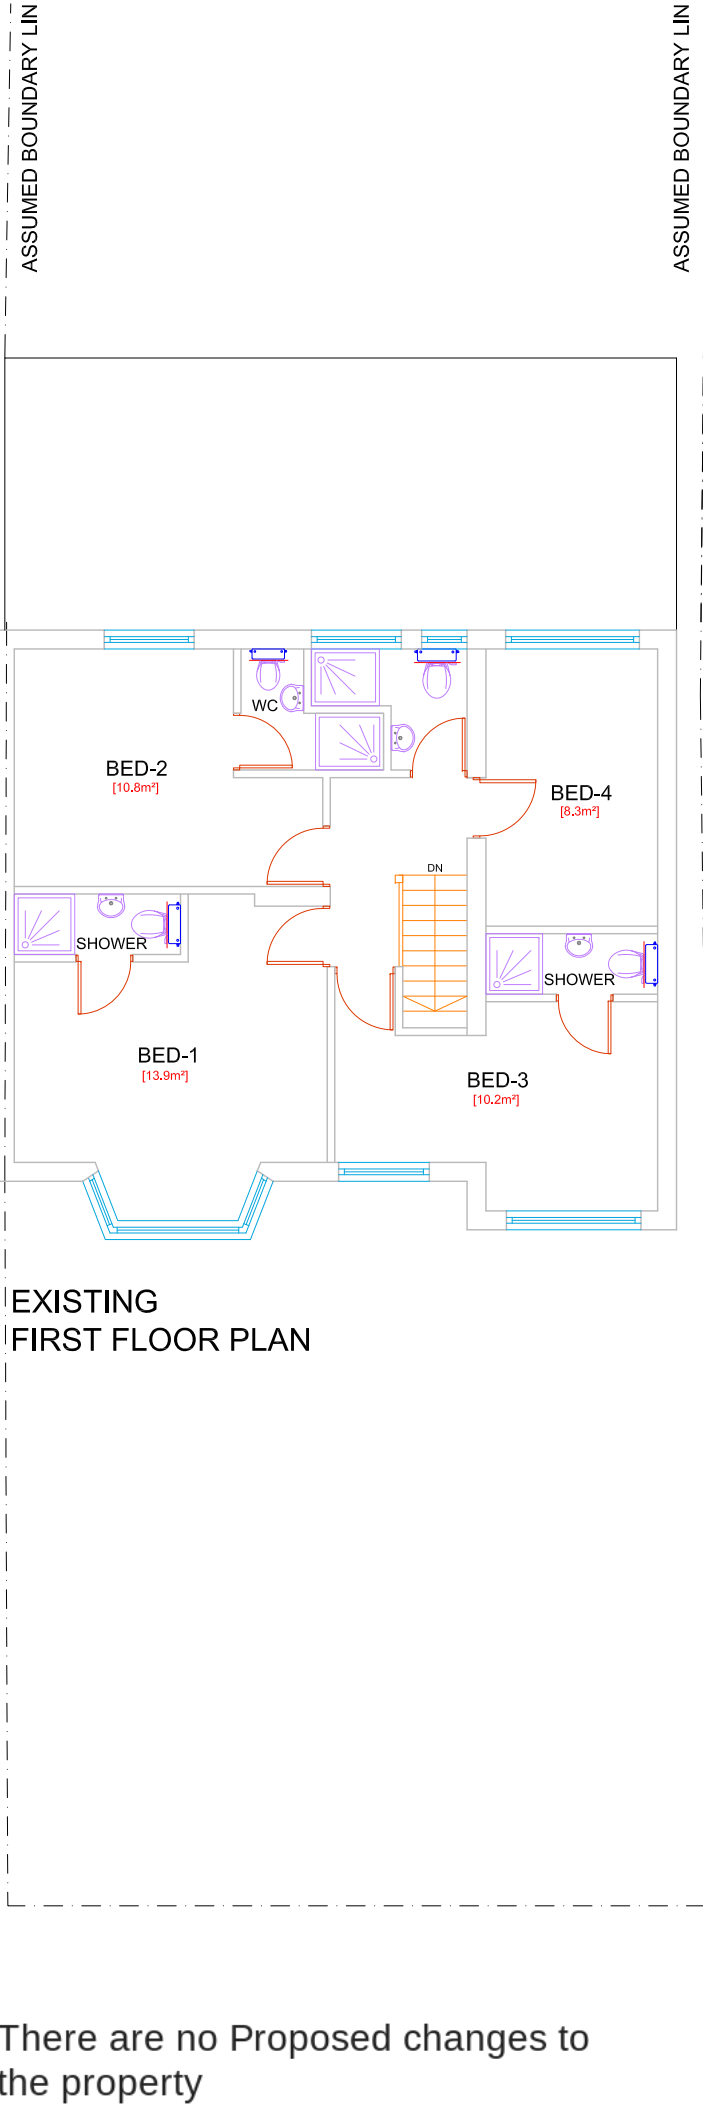 ASSUMED BOUNDARY LIN
ASSUMED BOUNDARY LIN
WC
BED-2
[10.8m²]
BED-4
[8.3m²]
DN
SHOWER
SHOWER
BED-1
[13.9m²]
BED-3
[10.2m²]
EXISTING
FIRST FLOOR PLAN
There are no Proposed changes to
the property